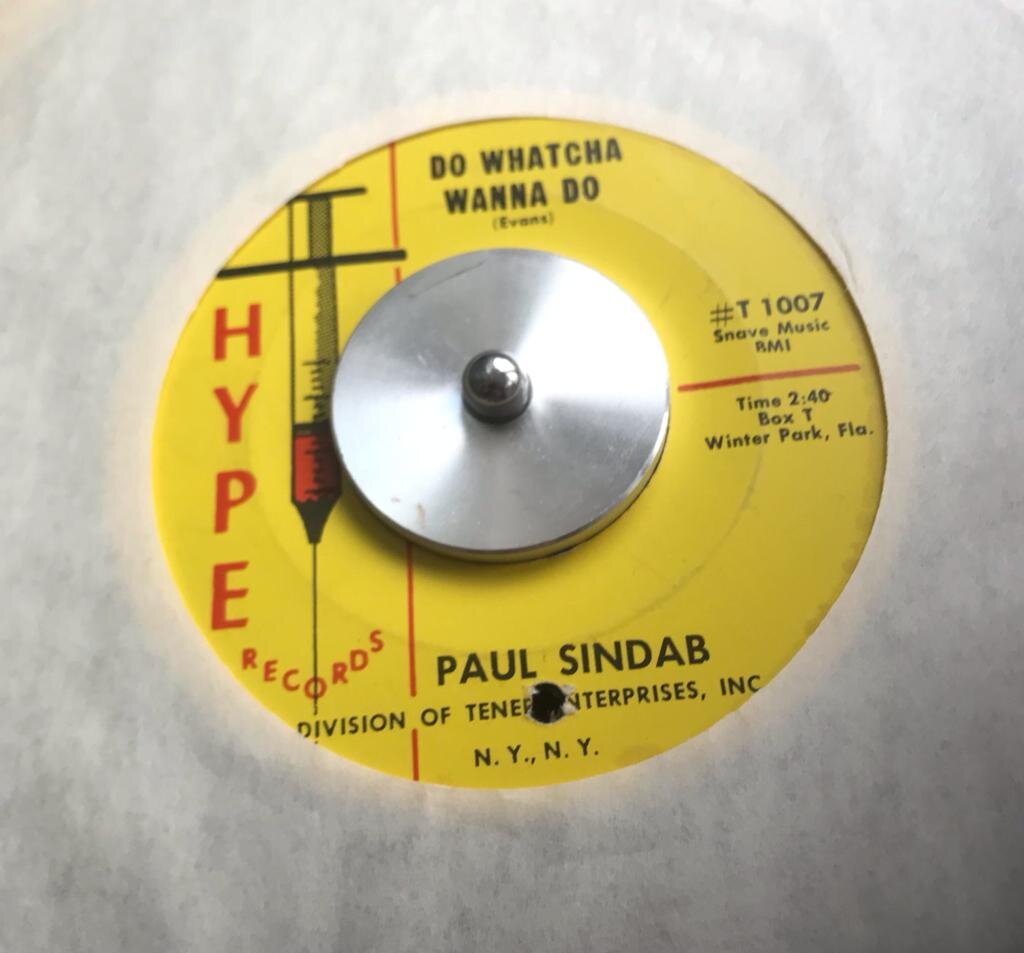 DO WHATCHA
WANNA DO
(Evans)
#T 1007
Snave Music
BMI
Time 2:40
Box T
Winter Park, Fla.
HYPE
RECORDS
PAUL SINDAB
DIVISION OF ENTERPRISES, INC
N. Y., N. Y.